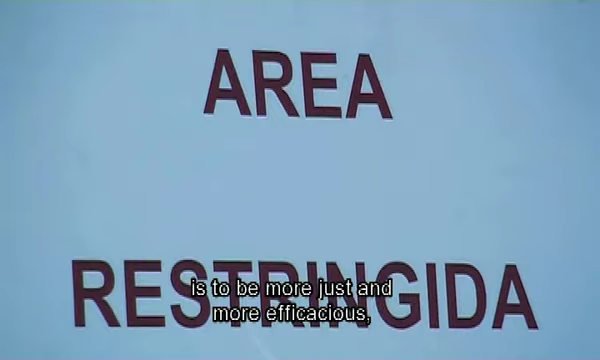 AREA
RESTRINGIDA
is to be more just and
more efficacious,